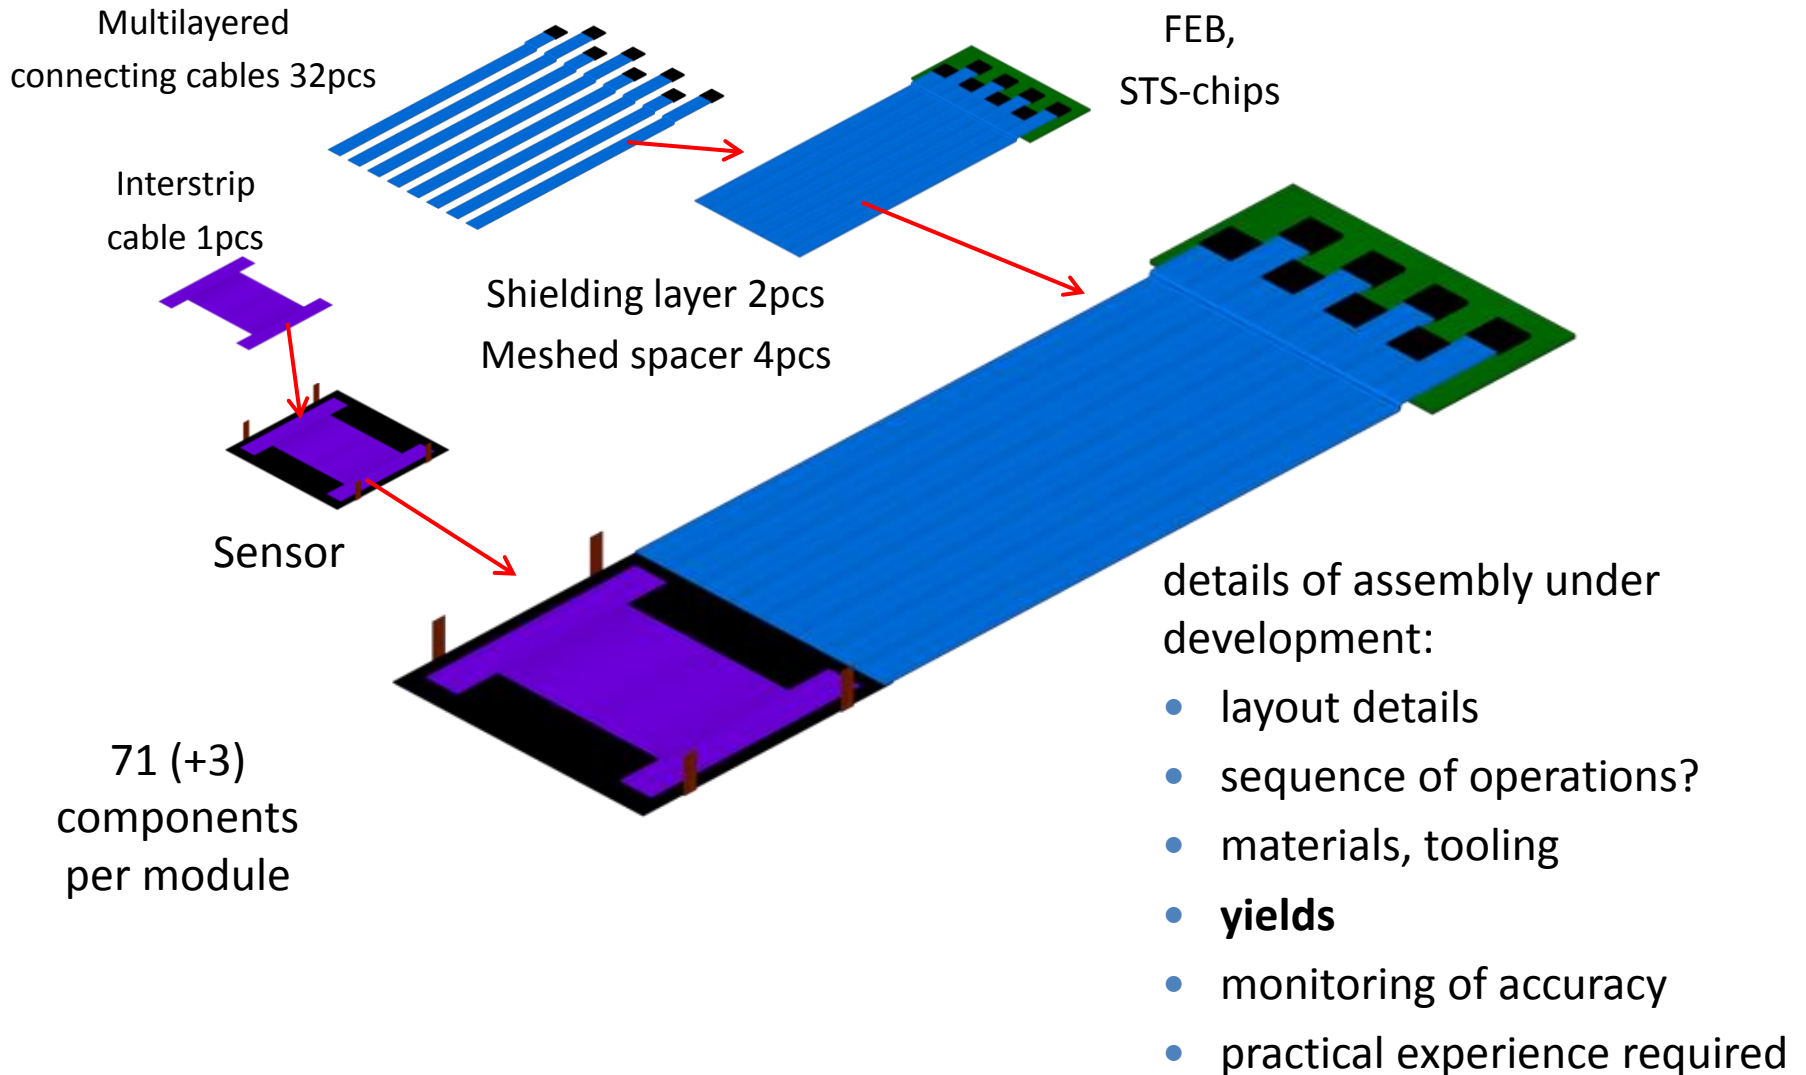 Multilayered
connecting cables 32pcs
FEB,
STS-chips
Interstrip
cable 1pcs
Shielding layer 2pcs
Meshed spacer 4pcs
Sensor
71 (+3)
components
per module
details of assembly under
development:
• layout details
• sequence of operations?
• materials, tooling
• yields
• monitoring of accuracy
• practical experience required